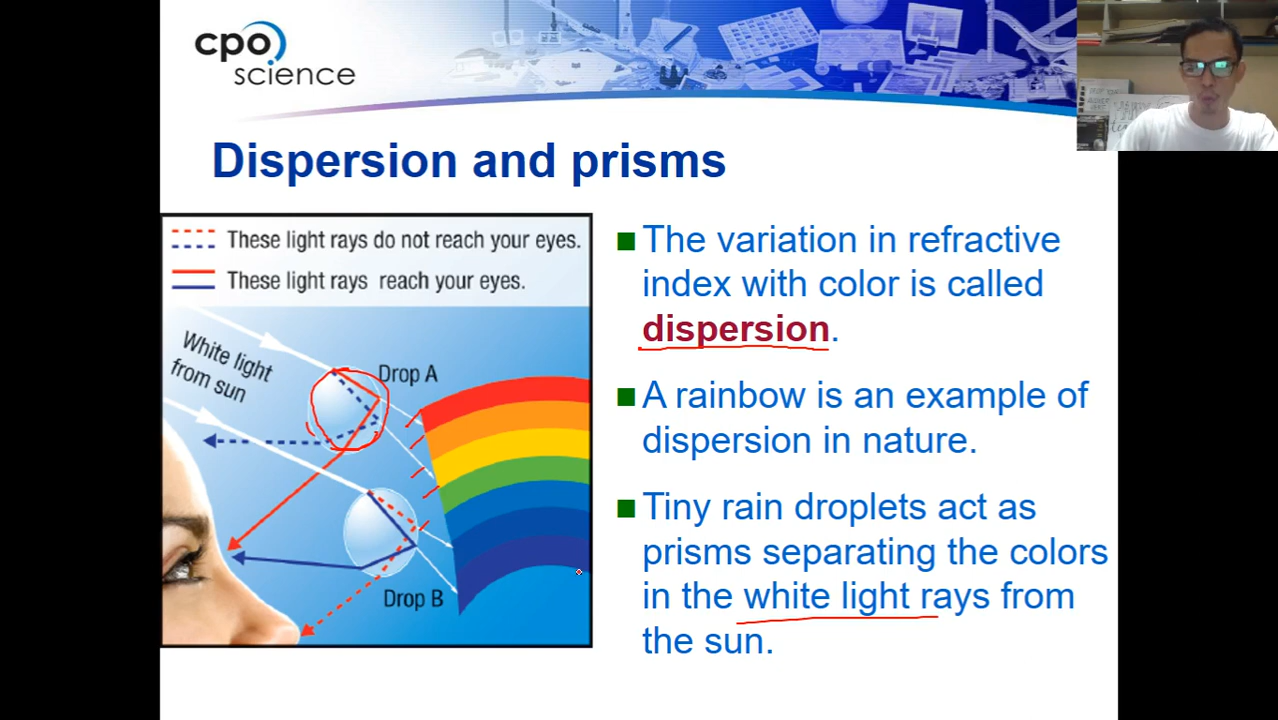 cpo
science
Dispersion and prisms
These light rays do not reach your eyes.
These light rays reach your eyes.
White light
from sun
Drop A
Drop B
The variation in refractive
index with color is called
dispersion.
A rainbow is an example of
dispersion in nature.
Tiny rain droplets act as
prisms separating the colors
in the white light rays from
the sun.